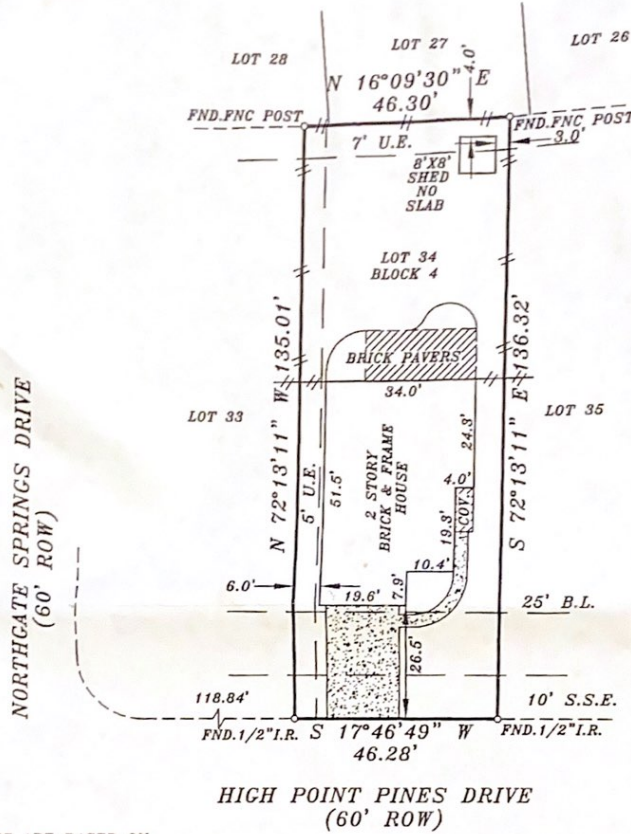 LOT 28
LOT 27
LOT 26
4.0'
N 16°09'30" E
46.30'
FND.FNC POST
FND.FNC POST
7' U.E.
3.0'
8'X8'
SHED
NO
SLAB
LOT 34
BLOCK 4
BRICK PAVERS
34.0'
N 72°13'11" W 135.01'
S 72°13'11" E 136.32'
LOT 33
LOT 35
NORTHGATE SPRINGS DRIVE
(60' ROW)
5' U.E.
51.5'
2 STORY
BRICK & FRAME
HOUSE
24.3'
4.0'
COV.
19.3'
10.4'
7.9'
6.0'
19.6'
25' B.L.
26.5'
118.84'
10' S.S.E.
FND.1/2"I.R.
S 17°46'49" W
46.28'
FND.1/2"I.R.
HIGH POINT PINES DRIVE
(60' ROW)